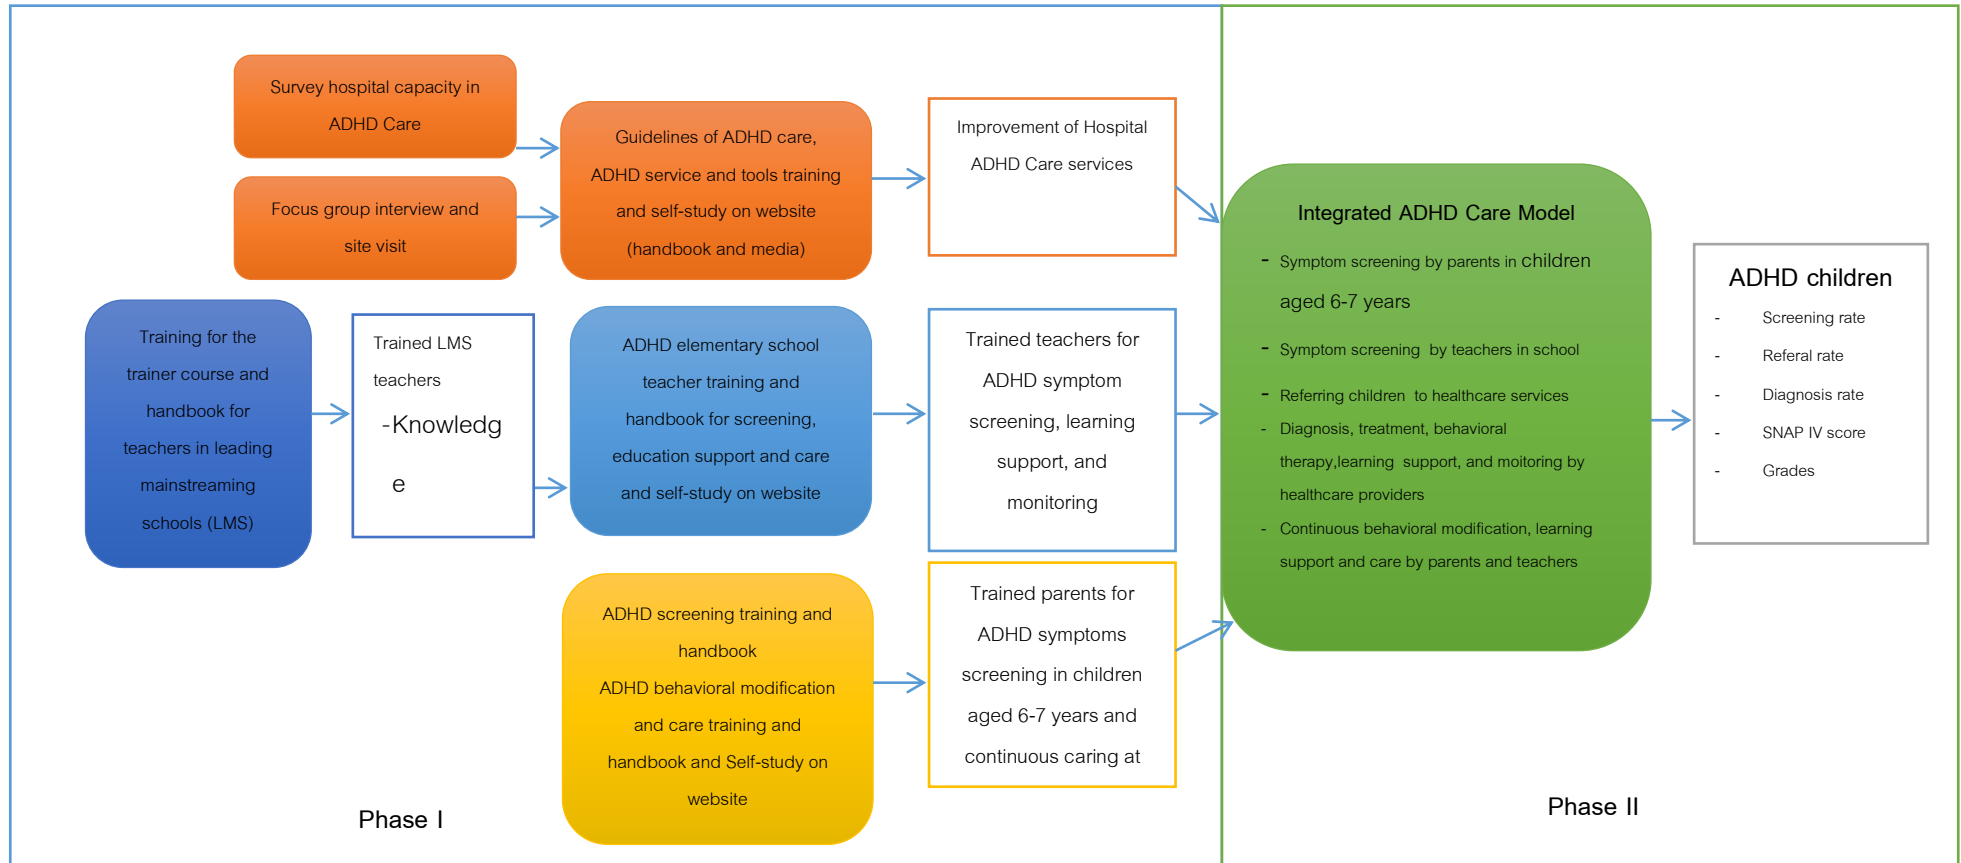 Survey hospital capacity in
ADHD Care
Focus group interview and
site visit
Guidelines of ADHD care,
ADHD service and tools training
and self-study on website
(handbook and media)
Improvement of Hospital
ADHD Care services
Training for the
trainer course and
handbook for
teachers in leading
mainstreaming
schools (LMS)
Trained LMS
teachers
-Knowledg
e
ADHD elementary school
teacher training and
handbook for screening,
education support and care
and self-study on website
Trained teachers for
ADHD symptom
screening, learning
support, and
monitoring
ADHD screening training and
handbook
ADHD behavioral modification
and care training and
handbook and Self-study on
website
Trained parents for
ADHD symptoms
screening in children
aged 6-7 years and
continuous caring at
Phase I
Integrated ADHD Care Model
- Symptom screening by parents in children
aged 6-7 years
- Symptom screening by teachers in school
- Referring children to healthcare services
- Diagnosis, treatment, behavioral
therapy,learning support, and moitoring by
healthcare providers
- Continuous behavioral modification, learning
support and care by parents and teachers
ADHD children
- Screening rate
- Referal rate
- Diagnosis rate
- SNAP IV score
- Grades
Phase II